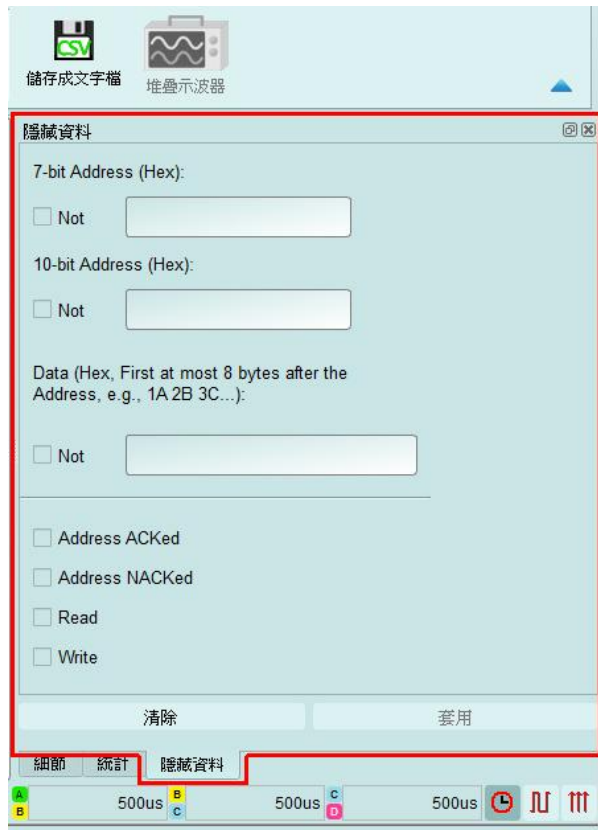 CSV
儲存成文字檔
堆疊示波器
隱藏資料
7-bit Address (Hex):
Not
10-bit Address (Hex):
Not
Data (Hex, First at most 8 bytes after the
Address, e.g., 1A 2B 3C...):
Not
Address ACKed
Address NACKed
Read
Write
清除 套用
細節 統計 隱藏資料
A B 500us B C 500us C D 500us